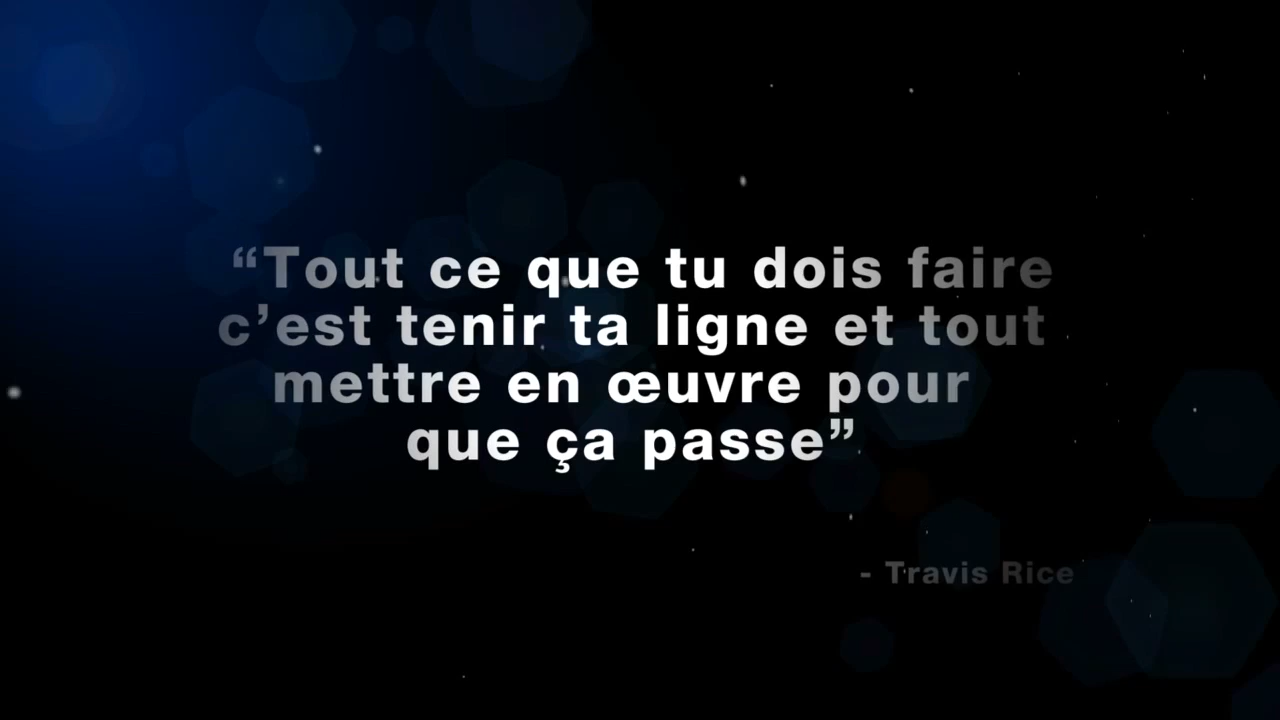 “Tout ce que tu dois faire
c’est tenir ta ligne et tout
mettre en œuvre pour
que ça passe”
- Travis Rice